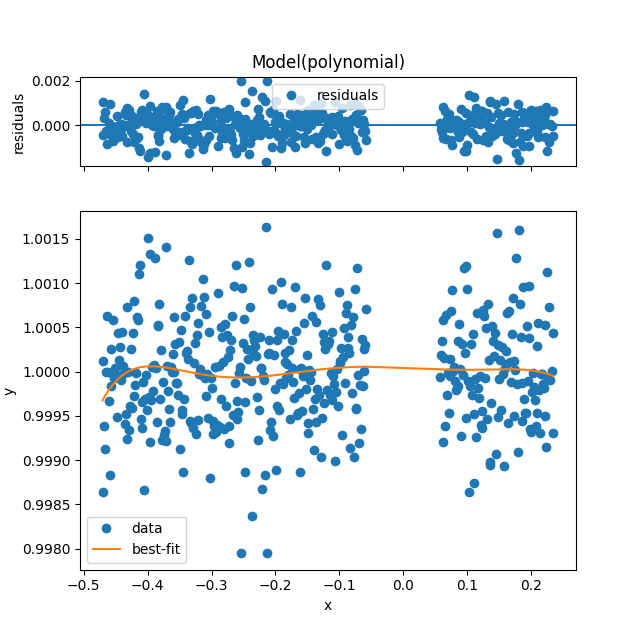 Model(polynomial)
0.002
0.000
residuals
residuals
1.0015
1.0010
1.0005
1.0000
0.9995
0.9990
0.9985
0.9980
y
data
best-fit
−0.5 −0.4 −0.3 −0.2 −0.1 0.0 0.1 0.2
x